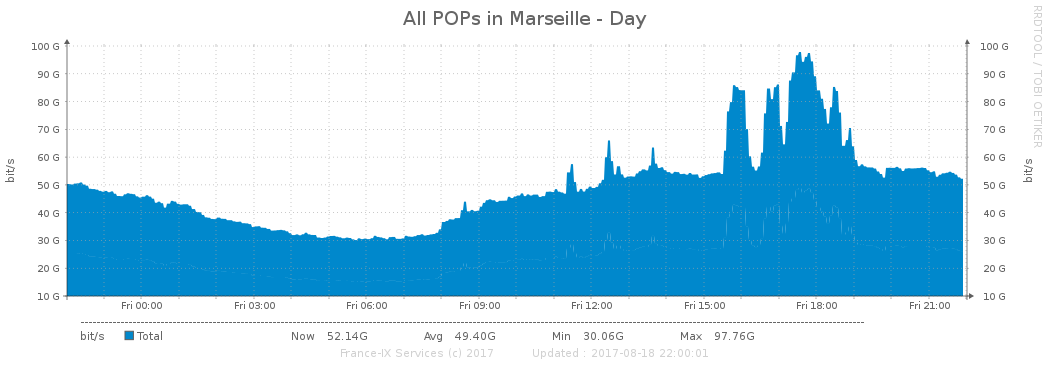 All POPs in Marseille - Day
RRDTOOL / TOBI OETIKER
100 G 100 G
90 G 90 G
80 G 80 G
70 G 70 G
60 G 60 G
50 G 50 G
40 G 40 G
30 G 30 G
20 G 20 G
10 G 10 G
bit/s bit/s
Fri 00:00 Fri 03:00 Fri 06:00 Fri 09:00 Fri 12:00 Fri 15:00 Fri 18:00 Fri 21:00
bit/s Total Now 52.14G Avg 49.40G Min 30.06G Max 97.76G
France-IX Services (c) 2017 Updated : 2017-08-18 22:00:01